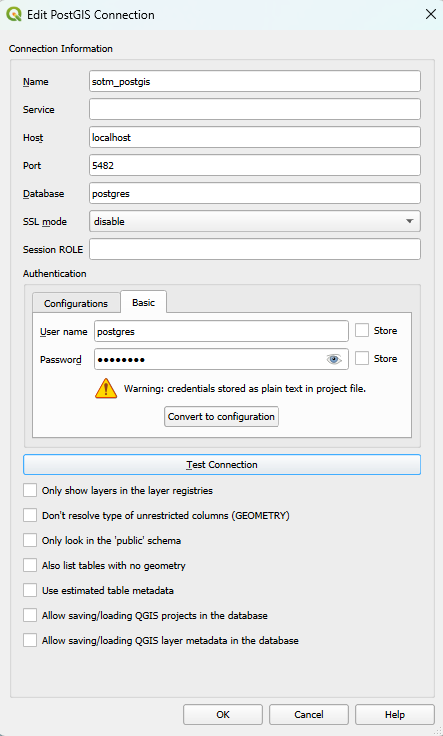 Edit PostGIS Connection
Connection Information
Name sotm_postgis
Service
Host localhost
Port 5482
Database postgres
SSL mode disable
Session ROLE
Authentication
Configurations Basic
User name postgres Store
Password ●●●●●●●● Store
Warning: credentials stored as plain text in project file.
Convert to configuration
Test Connection
Only show layers in the layer registries
Don't resolve type of unrestricted columns (GEOMETRY)
Only look in the 'public' schema
Also list tables with no geometry
Use estimated table metadata
Allow saving/loading QGIS projects in the database
Allow saving/loading QGIS layer metadata in the database
OK Cancel Help